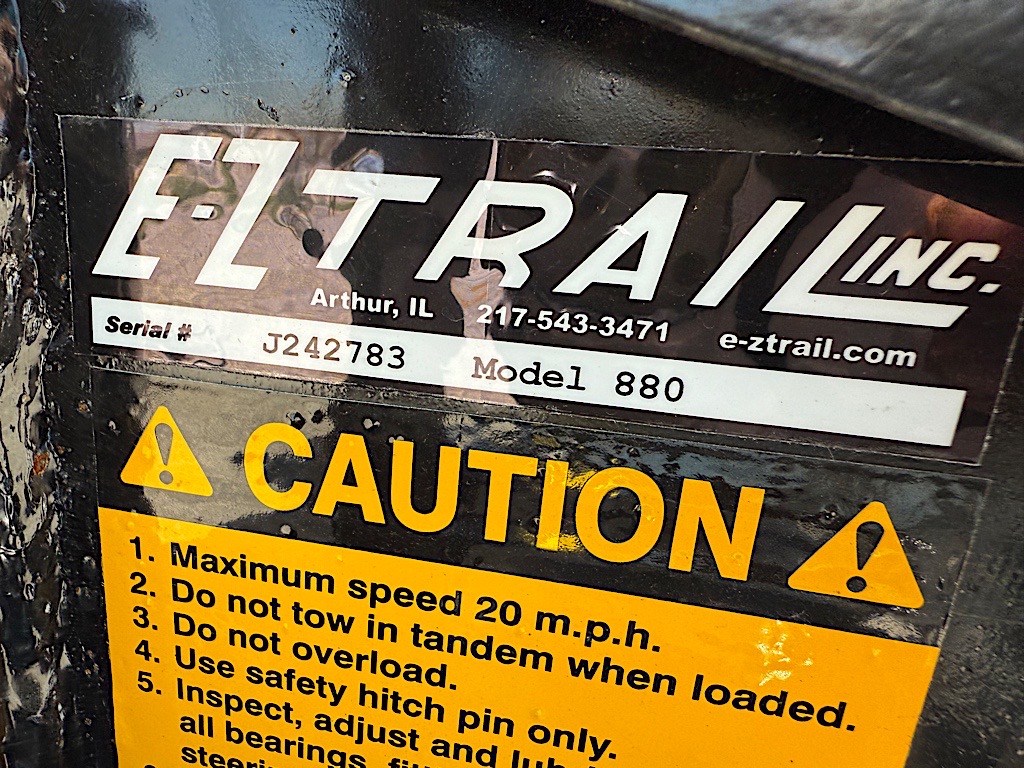 E-Z TRAIL INC.
Arthur, IL 217-543-3471 e-ztrail.com
Serial # J242783 Model 880
CAUTION
1. Maximum speed 20 m.p.h.
2. Do not tow in tandem when loaded.
3. Do not overload.
4. Use safety hitch pin only.
5. Inspect, adjust and
all bearings,